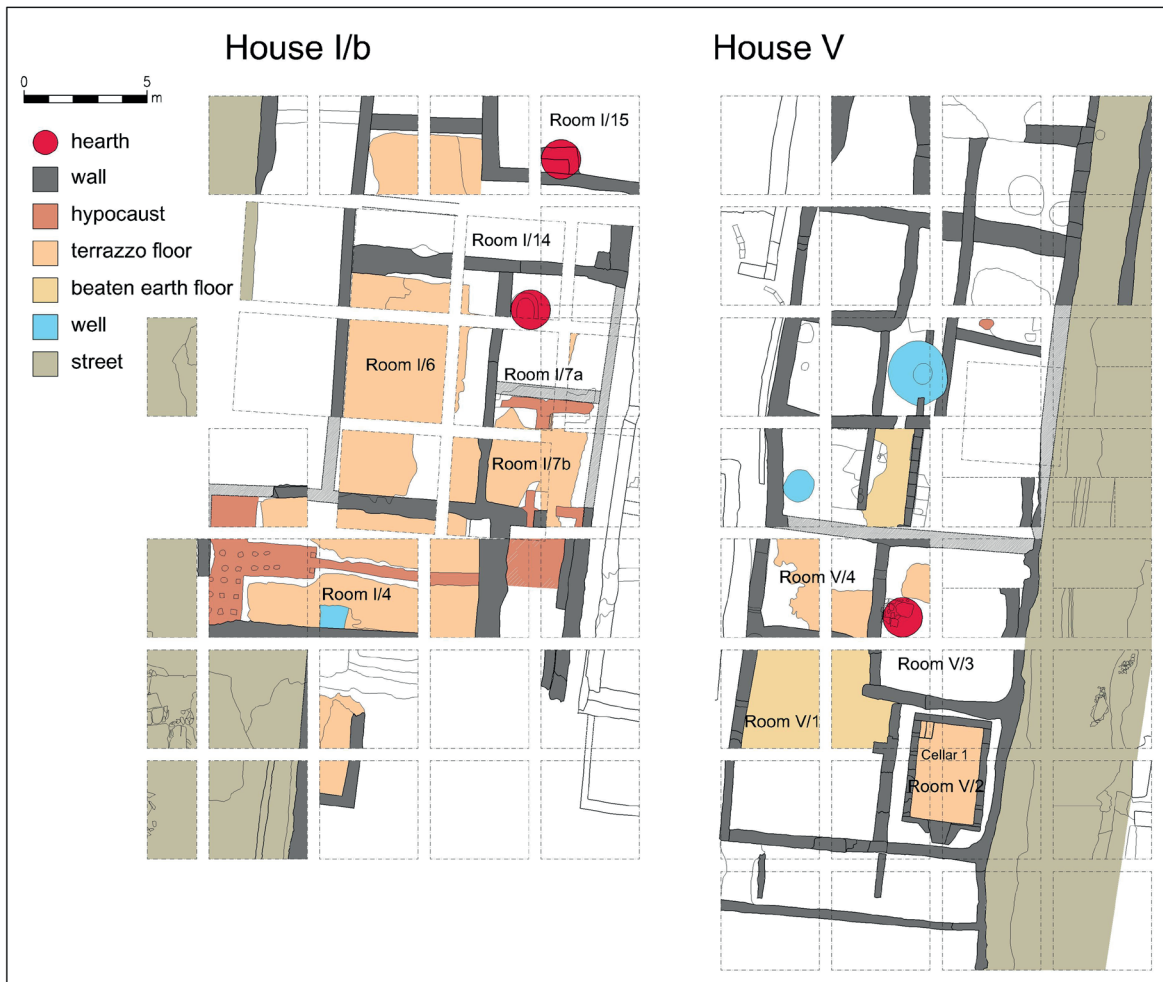 House I/b
House V
0 5
m
hearth
wall
hypocaust
terrazzo floor
beaten earth floor
well
street
Room I/15
Room I/14
Room I/6
Room I/7a
Room I/7b
Room I/4
Room V/4
Room V/3
Room V/1
Cellar 1
Room V/2